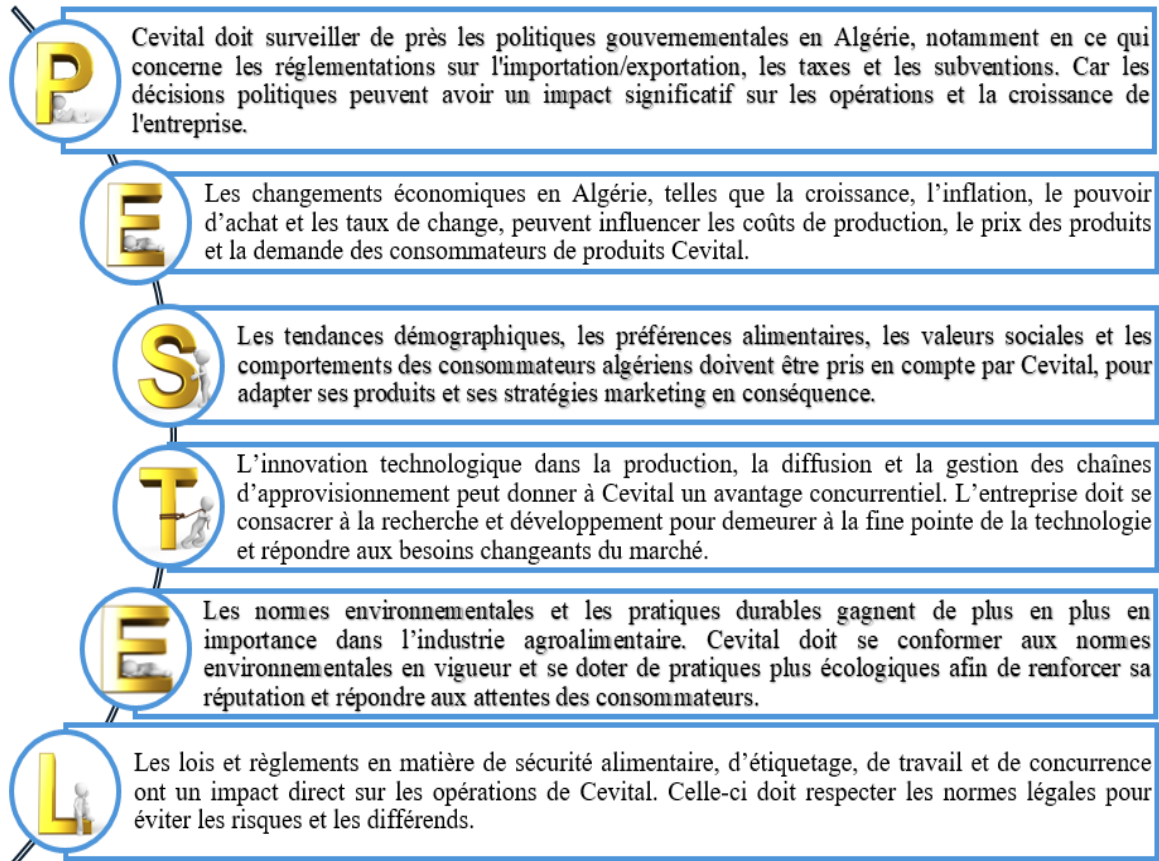 P
Cevital doit surveiller de près les politiques gouvernementales en Algérie, notamment en ce qui
concerne les réglementations sur l'importation/exportation, les taxes et les subventions. Car les
décisions politiques peuvent avoir un impact significatif sur les opérations et la croissance de
l'entreprise.
E
Les changements économiques en Algérie, telles que la croissance, l’inflation, le pouvoir
d’achat et les taux de change, peuvent influencer les coûts de production, le prix des produits
et la demande des consommateurs de produits Cevital.
S
Les tendances démographiques, les préférences alimentaires, les valeurs sociales et les
comportements des consommateurs algériens doivent être pris en compte par Cevital, pour
adapter ses produits et ses stratégies marketing en conséquence.
T
L’innovation technologique dans la production, la diffusion et la gestion des chaînes
d’approvisionnement peut donner à Cevital un avantage concurrentiel. L’entreprise doit se
consacrer à la recherche et développement pour demeurer à la fine pointe de la technologie
et répondre aux besoins changeants du marché.
E
Les normes environnementales et les pratiques durables gagnent de plus en plus en
importance dans l’industrie agroalimentaire. Cevital doit se conformer aux normes
environnementales en vigueur et se doter de pratiques plus écologiques afin de renforcer sa
réputation et répondre aux attentes des consommateurs.
L
Les lois et règlements en matière de sécurité alimentaire, d’étiquetage, de travail et de concurrence
ont un impact direct sur les opérations de Cevital. Celle-ci doit respecter les normes légales pour
éviter les risques et les différends.